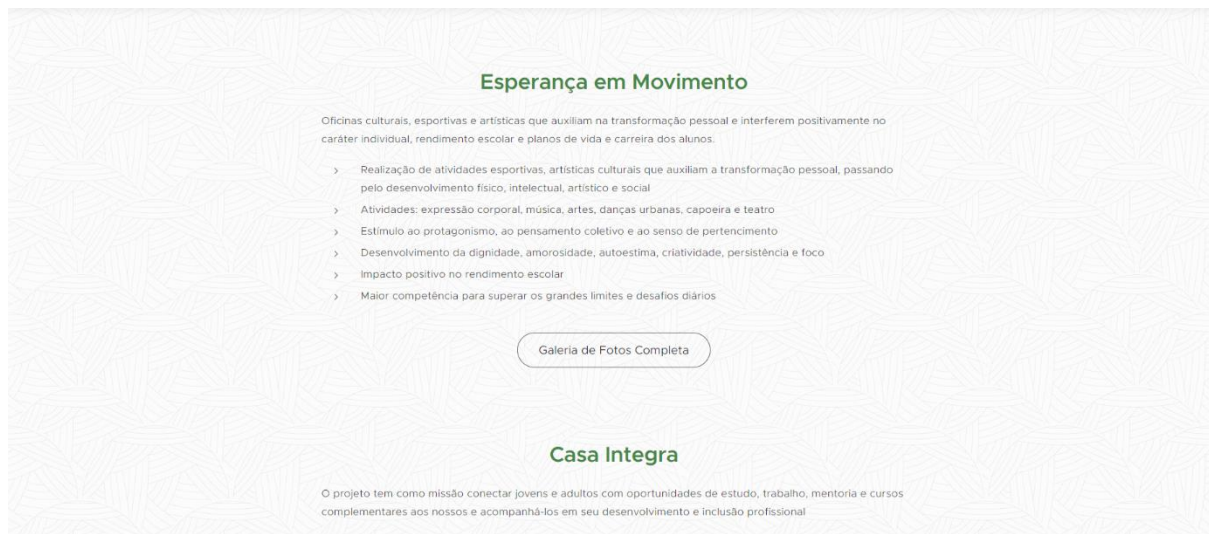 Esperança em Movimento
Oficinas culturais, esportivas e artísticas que auxiliam na transformação pessoal e interferem positivamente no
caráter individual, rendimento escolar e planos de vida e carreira dos alunos.
Realização de atividades esportivas, artísticas culturais que auxiliam a transformação pessoal, passando
pelo desenvolvimento físico, intelectual, artístico e social
Atividades: expressão corporal, música, artes, danças urbanas, capoeira e teatro
Estímulo ao protagonismo, ao pensamento coletivo e ao senso de pertencimento
Desenvolvimento da dignidade, amorosidade, autoestima, criatividade, persistência e foco
Impacto positivo no rendimento escolar
Maior competência para superar os grandes limites e desafios diários
Galeria de Fotos Completa
Casa Integra
O projeto tem como missão conectar jovens e adultos com oportunidades de estudo, trabalho, mentoria e cursos
complementares aos nossos e acompanhá-los em seu desenvolvimento e inclusão profissional